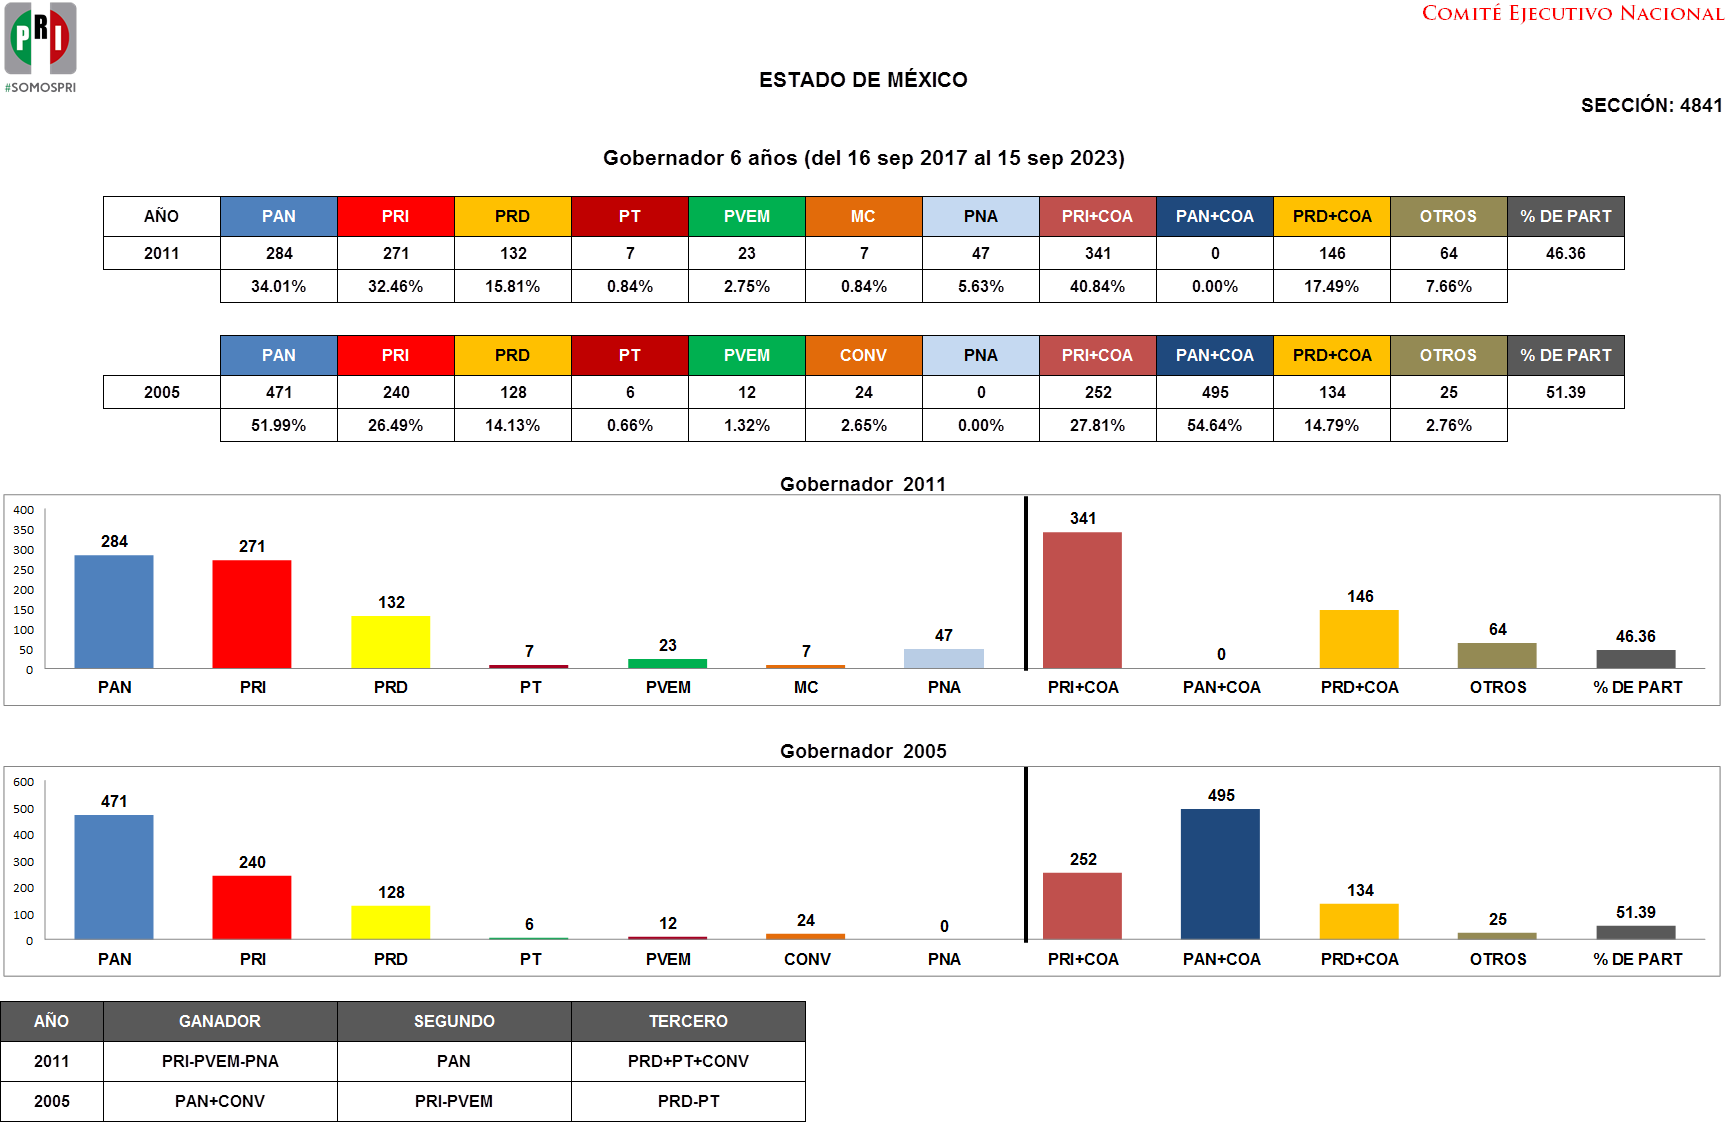 PRI
#SOMOSPRI
COMITÉ EJECUTIVO NACIONAL
ESTADO DE MÉXICO
SECCIÓN: 4841
Gobernador 6 años (del 16 sep 2017 al 15 sep 2023)
AÑO PAN PRI PRD PT PVEM MC PNA PRI+COA PAN+COA PRD+COA OTROS % DE PART
2011 284 271 132 7 23 7 47 341 0 146 64 46.36
34.01% 32.46% 15.81% 0.84% 2.75% 0.84% 5.63% 40.84% 0.00% 17.49% 7.66%
PAN PRI PRD PT PVEM CONV PNA PRI+COA PAN+COA PRD+COA OTROS % DE PART
2005 471 240 128 6 12 24 0 252 495 134 25 51.39
51.99% 26.49% 14.13% 0.66% 1.32% 2.65% 0.00% 27.81% 54.64% 14.79% 2.76%
Gobernador 2011
400
350
300
250
200
150
100
50
0
284 271 132 7 23 7 47 341 0 146 64 46.36
PAN PRI PRD PT PVEM MC PNA PRI+COA PAN+COA PRD+COA OTROS % DE PART
Gobernador 2005
600
500
400
300
200
100
0
471 240 128 6 12 24 0 252 495 134 25 51.39
PAN PRI PRD PT PVEM CONV PNA PRI+COA PAN+COA PRD+COA OTROS % DE PART
AÑO GANADOR SEGUNDO TERCERO
2011 PRI-PVEM-PNA PAN PRD+PT+CONV
2005 PAN+CONV PRI-PVEM PRD-PT